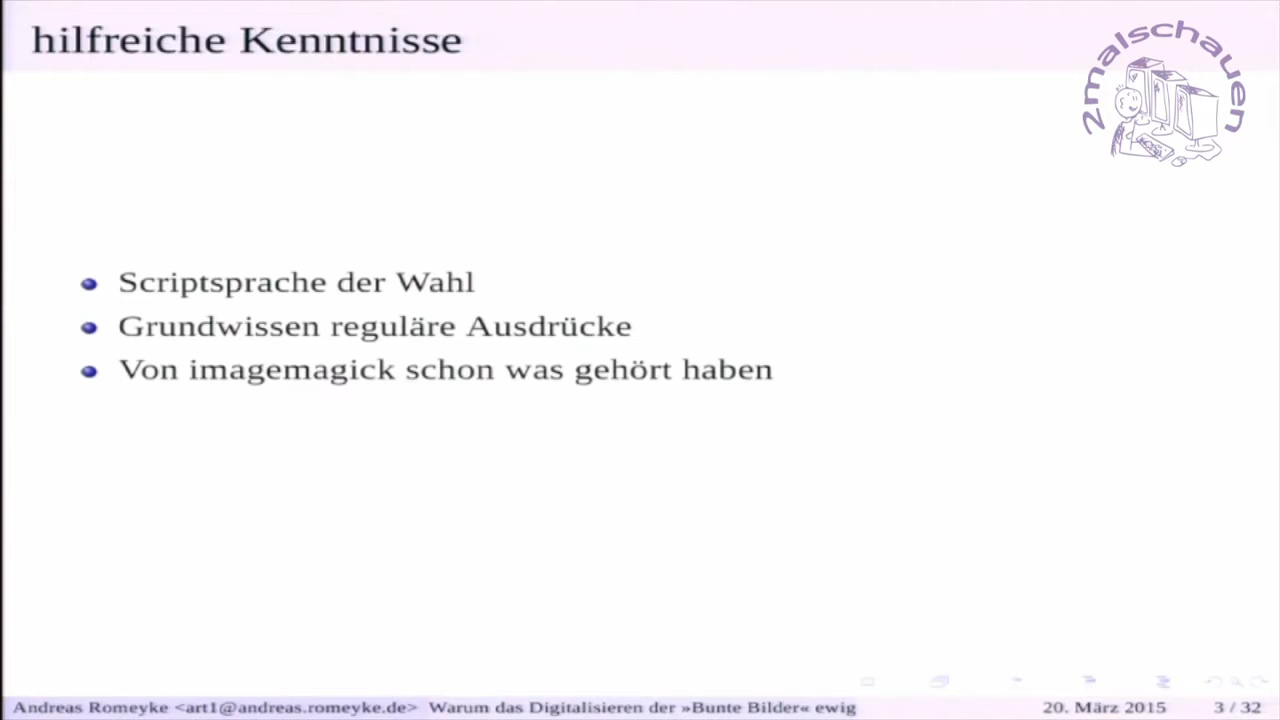 hilfreiche Kenntnisse
2malschauen
Scriptsprache der Wahl
Grundwissen reguläre Ausdrücke
Von imagemagick schon was gehört haben
Andreas Romeyke <art1@andreas.romeyke.de> Warum das Digitalisieren der »Bunte Bilder« ewig 20. März 2015 3 / 32